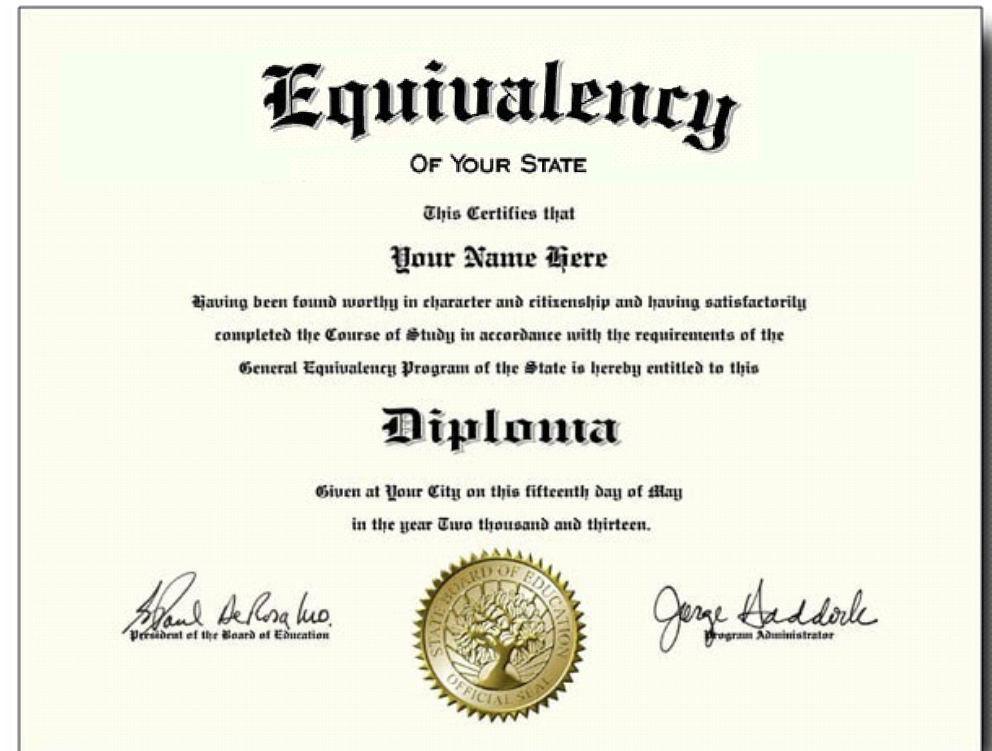 Equivalency
OF YOUR STATE
This Certifies that
Your Name Here
Having been found worthy in character and citizenship and having satisfactorily
completed the Course of Study in accordance with the requirements of the
General Equivalency Program of the State is hereby entitled to this
Diploma
Given at Your City on this fifteenth day of May
in the year Two thousand and thirteen.
Paul DeRosa
President of the Board of Education
STATE BOARD OF EDUCATION
OFFICIAL SEAL
Jorge Haddock
Program Administrator